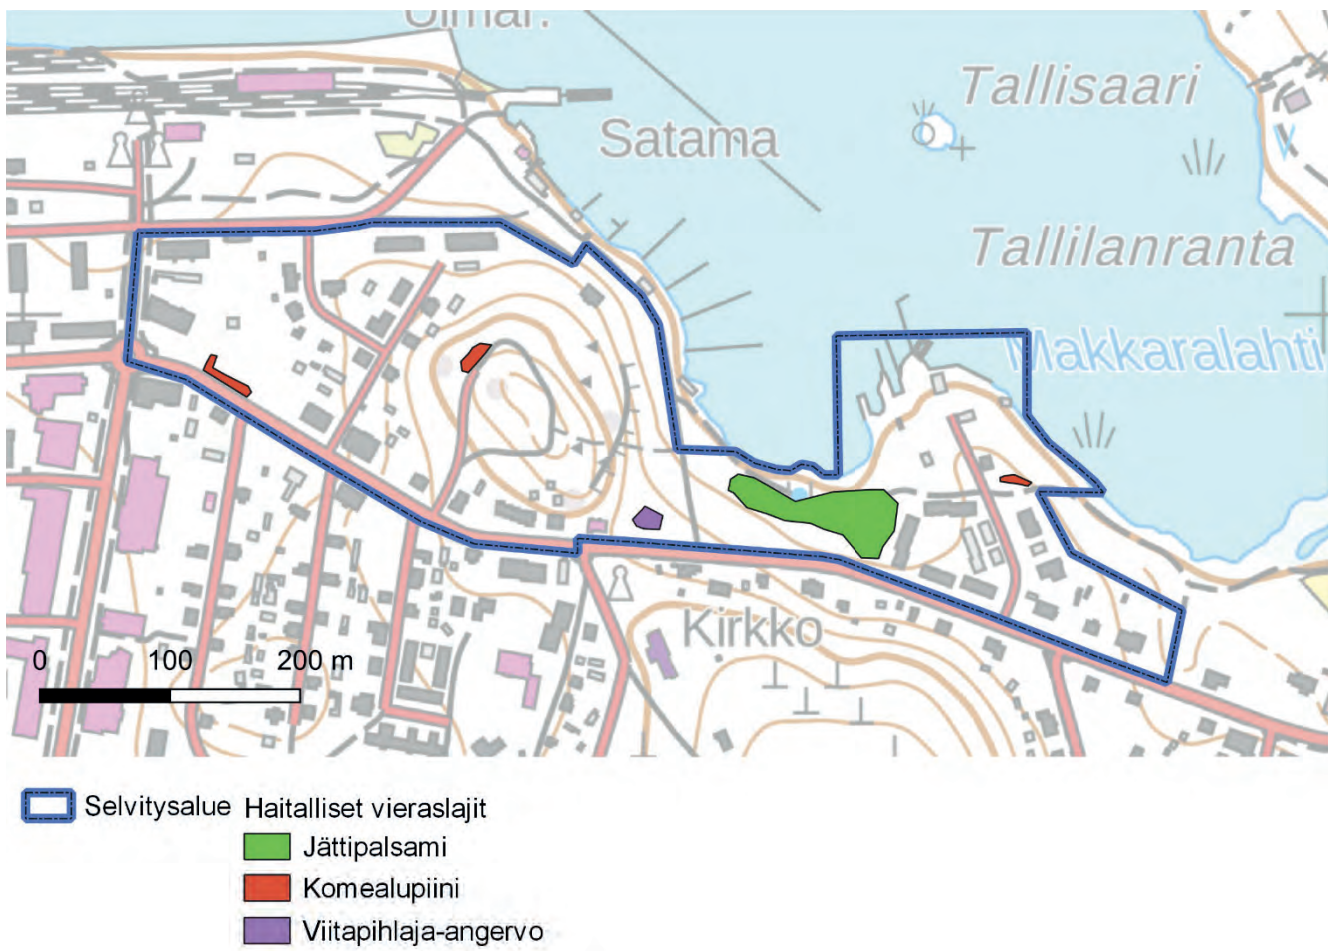 Tallisaari
Satama
Tallilanranta
Makkaralahti
Kirkko
0 100 200 m
Selvitysalue
Haitalliset vieraslajit
Jättipalsami
Komealupiini
Viitapihlaja-angervo